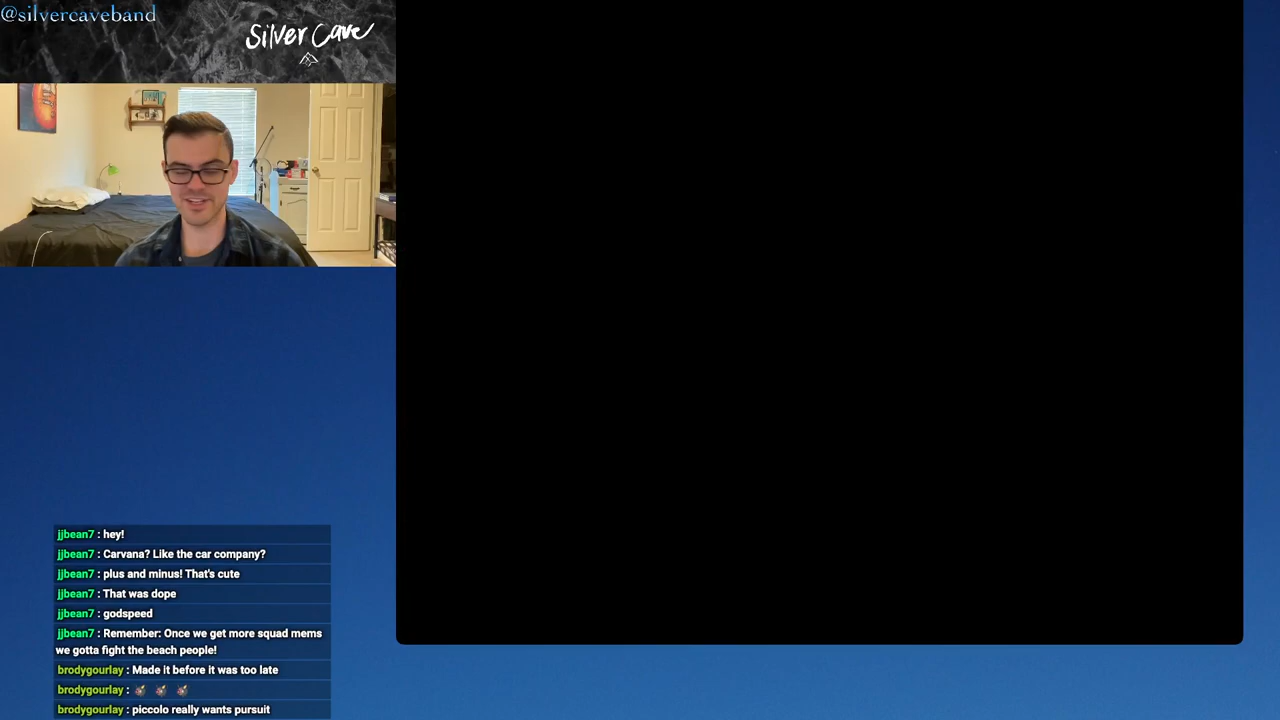 @silvercaveband
Silver Cave
jjbean7 : hey!
jjbean7 : Carvana? Like the car company?
jjbean7 : plus and minus! That's cute
jjbean7 : That was dope
jjbean7 : godspeed
jjbean7 : Remember: Once we get more squad mems
we gotta fight the beach people!
brodygourlay : Made it before it was too late
brodygourlay :
brodygourlay : piccolo really wants pursuit